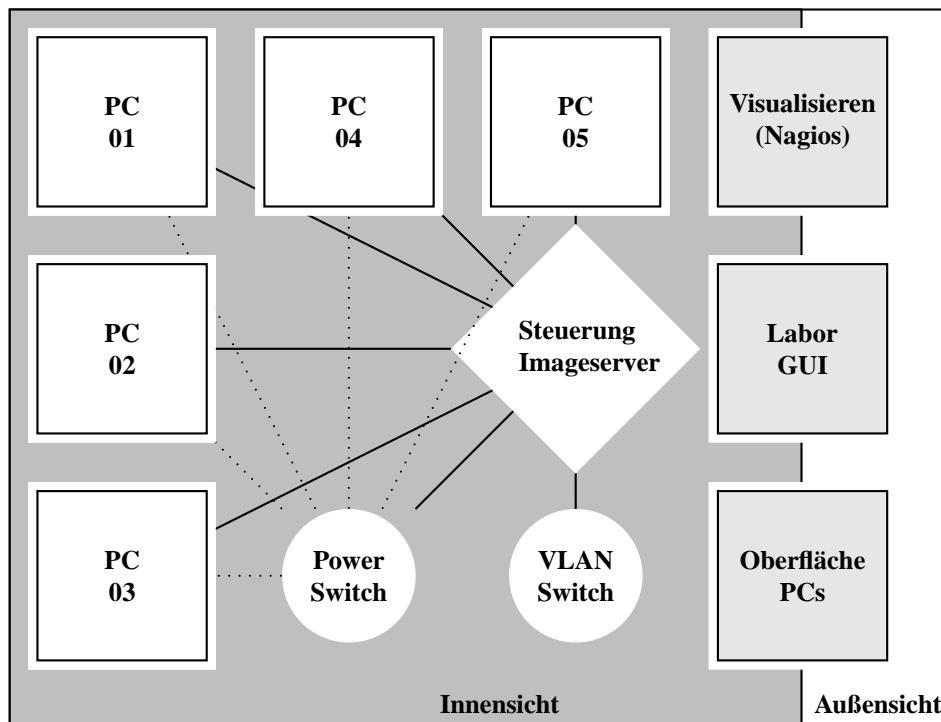 PC
01
PC
04
PC
05
Visualisieren
(Nagios)
PC
02
Steuerung
Imageserver
Labor
GUI
PC
03
Power
Switch
VLAN
Switch
Oberfläche
PCs
Innensicht
Außensicht